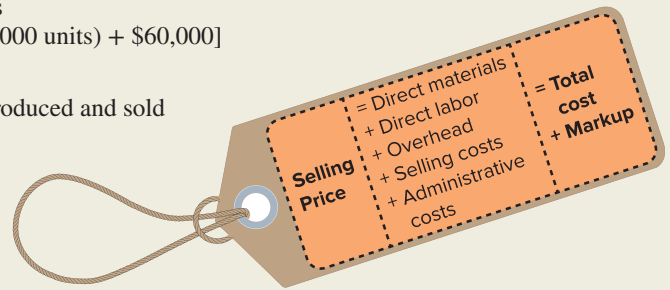 s
000 units) + $60,000]
roduced and sold
Selling
Price
= Direct materials
+ Direct labor
+ Overhead
+ Selling costs
+ Administrative
costs
= Total
cost
+ Markup